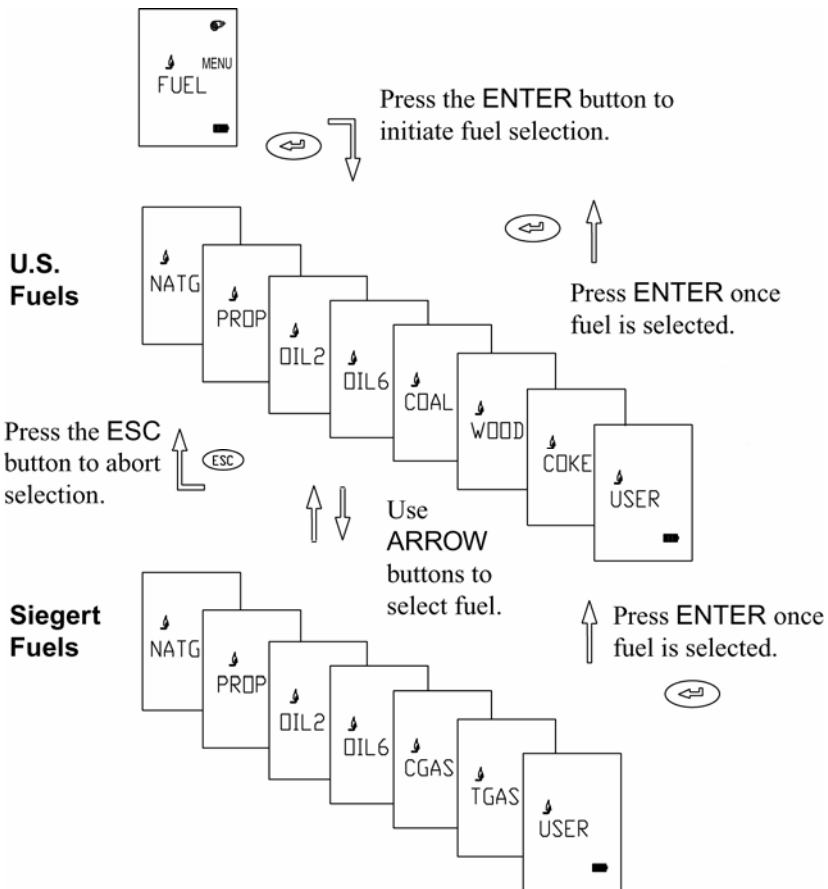 MENU
FUEL
Press the ENTER button to
initiate fuel selection.
U.S.
Fuels
NATG
PROP
OIL2
OIL6
COAL
WOOD
COKE
USER
Press ENTER once
fuel is selected.
Press the ESC
button to abort
selection.
ESC
Use
ARROW
buttons to
select fuel.
Siegert
Fuels
NATG
PROP
OIL2
OIL6
CGAS
TGAS
USER
Press ENTER once
fuel is selected.